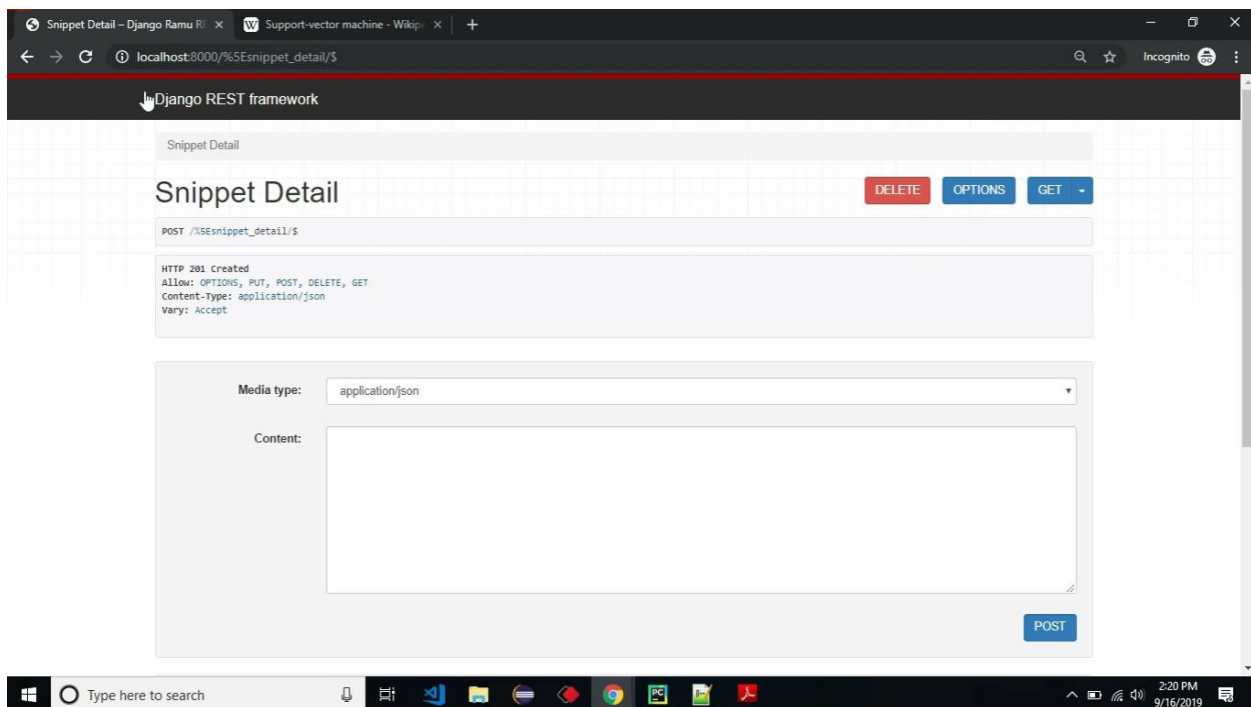 Snippet Detail – Django Ramu RE
Support-vector machine - Wikipe
localhost:8000/%5Esnippet_detail/$
Incognito
Django REST framework
Snippet Detail
Snippet Detail
DELETE
OPTIONS
GET
POST /%5Esnippet_detail/$
HTTP 201 Created
Allow: OPTIONS, PUT, POST, DELETE, GET
Content-Type: application/json
Vary: Accept
Media type:
application/json
Content:
POST
Type here to search
2:20 PM
9/16/2019